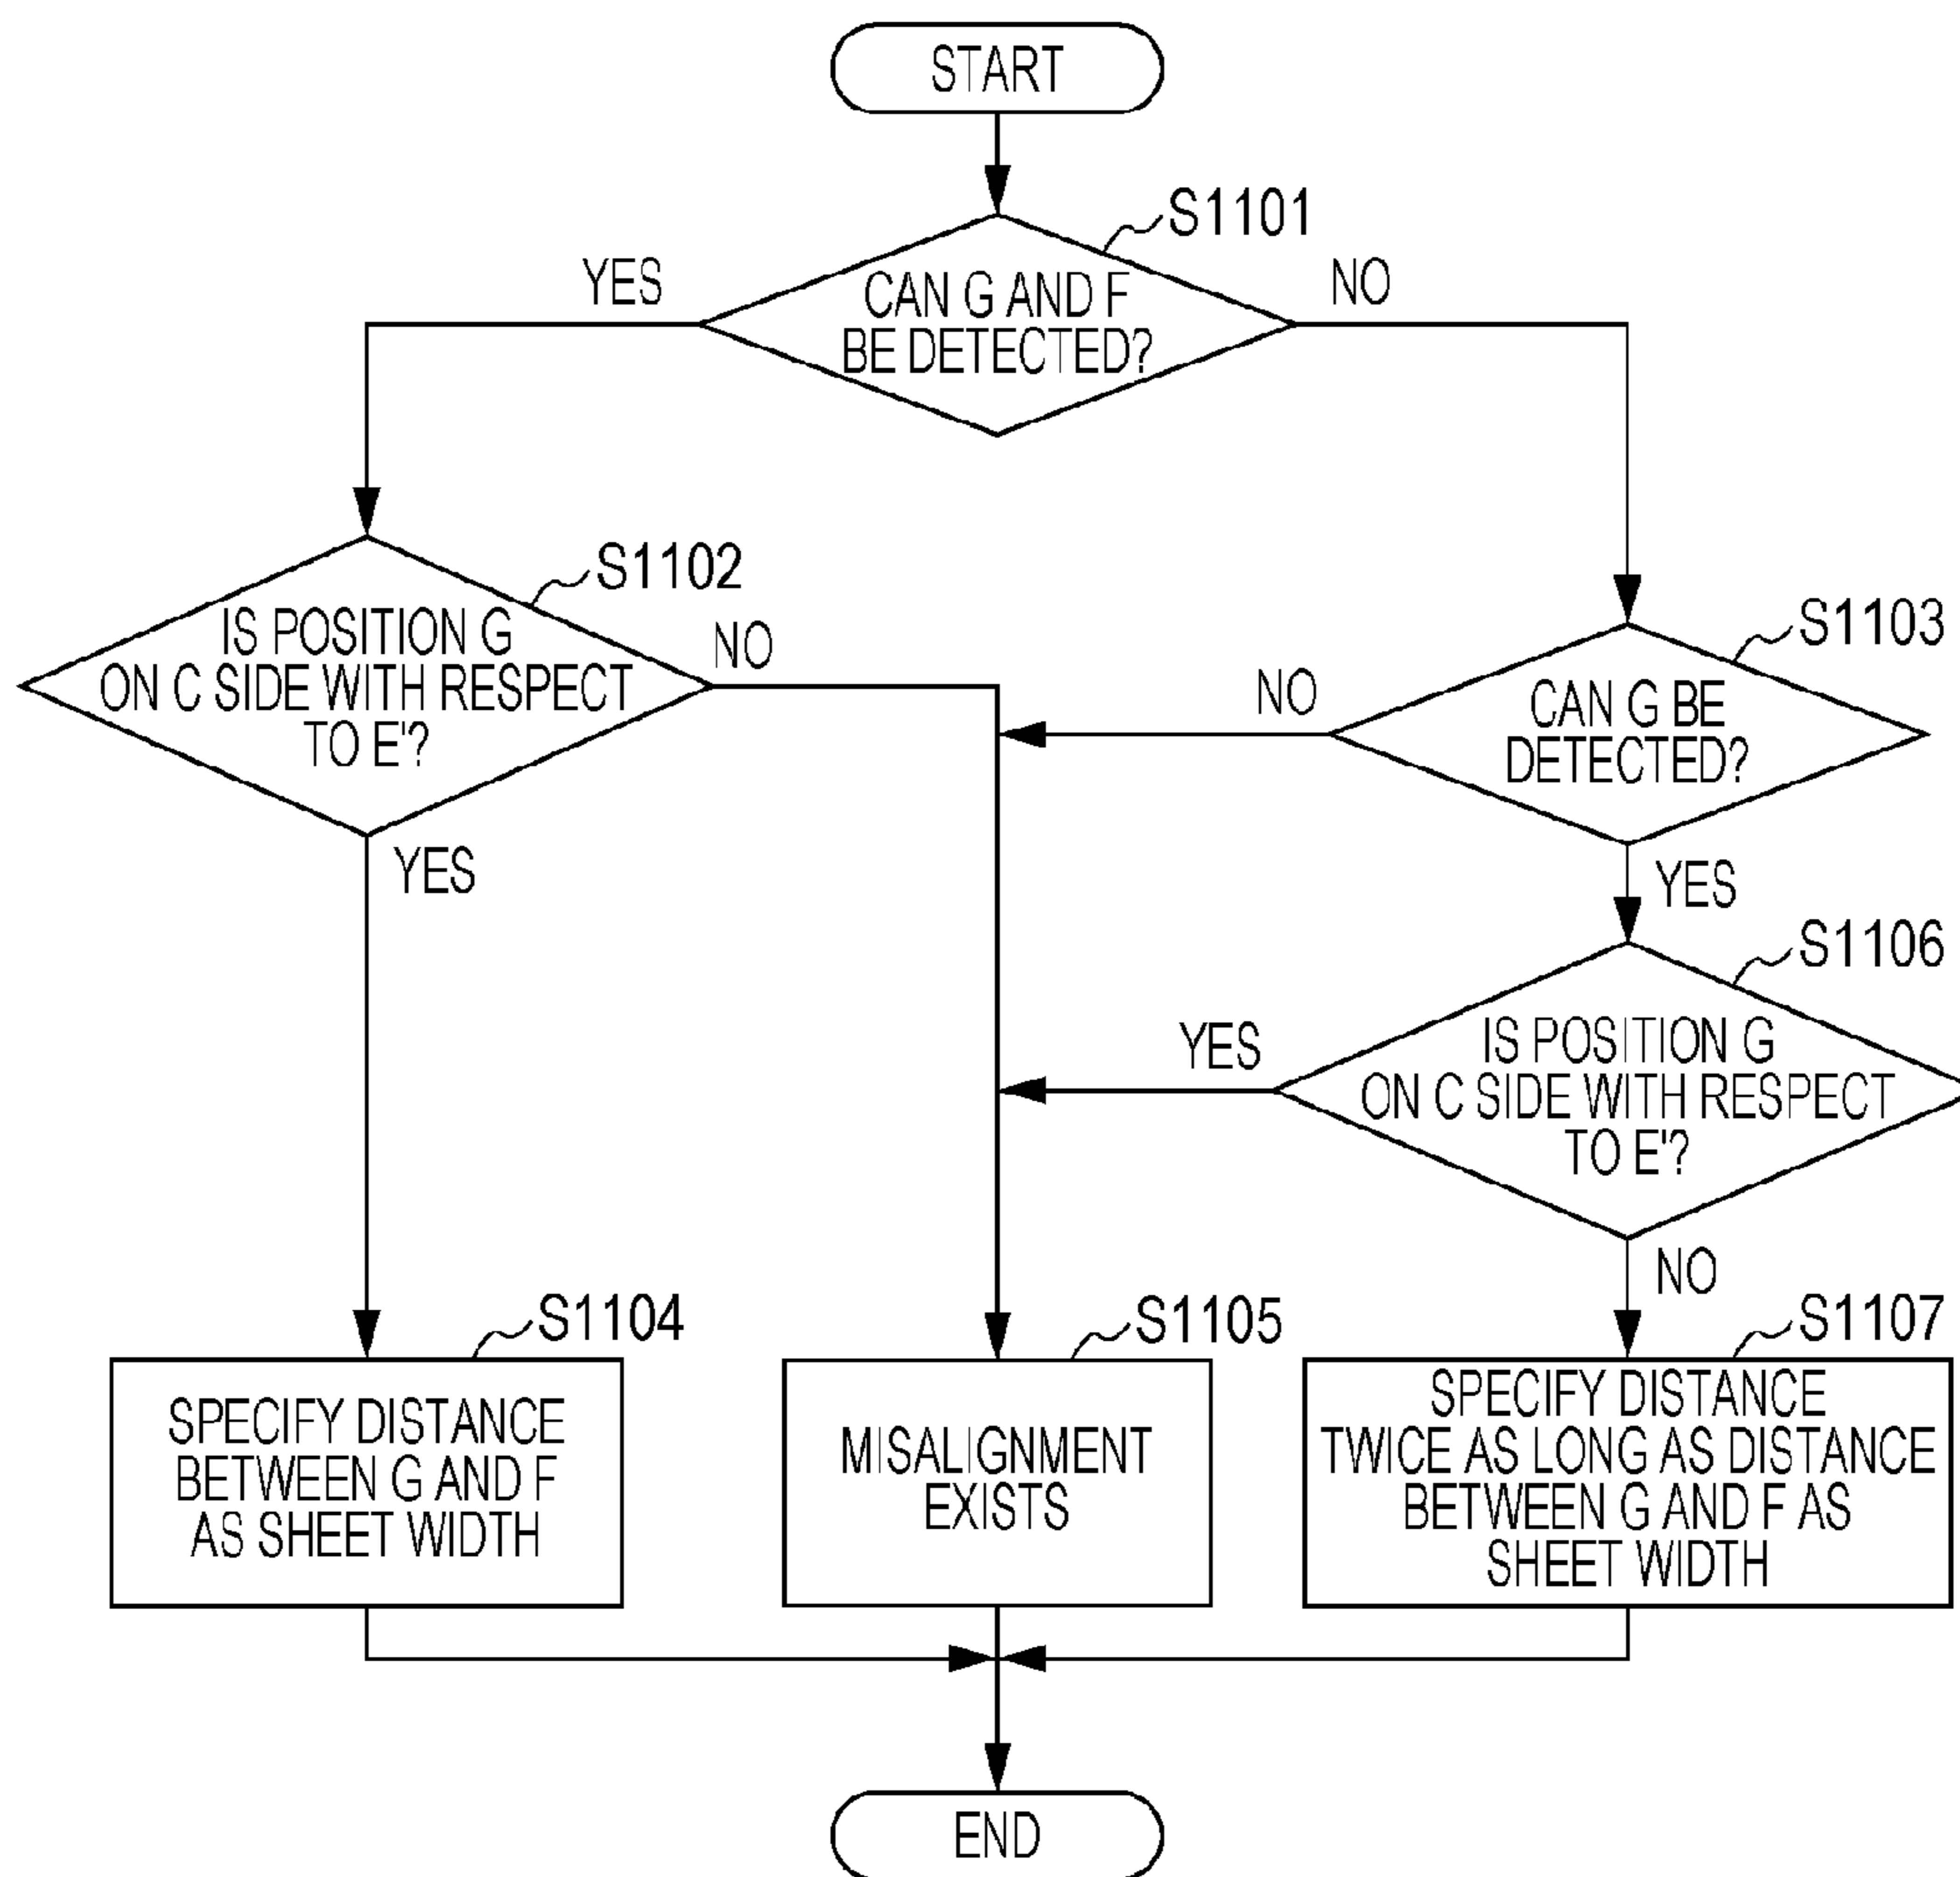 START
S1101
YES
CAN G AND F
BE DETECTED?
NO
S1102
IS POSITION G
ON C SIDE WITH RESPECT
TO E'?
NO
YES
S1103
NO
CAN G BE
DETECTED?
YES
S1106
YES
IS POSITION G
ON C SIDE WITH RESPECT
TO E'?
NO
S1104
SPECIFY DISTANCE
BETWEEN G AND F
AS SHEET WIDTH
S1105
MISALIGNMENT
EXISTS
S1107
SPECIFY DISTANCE
TWICE AS LONG AS DISTANCE
BETWEEN G AND F AS
SHEET WIDTH
END